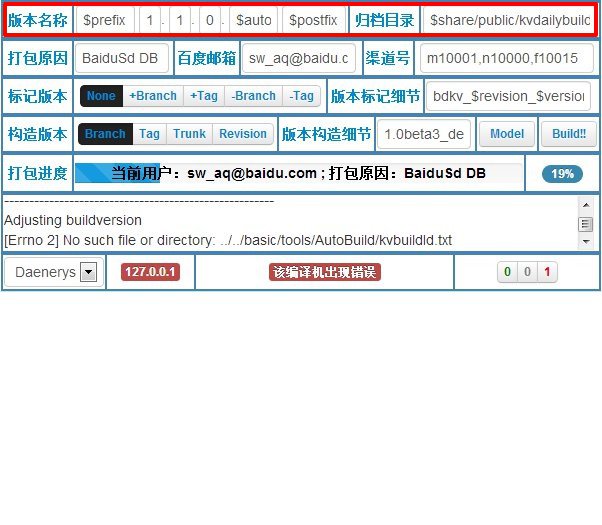 版本名称 $prefix 1 . 1 . 0 . $auto $postfix 归档目录 $share/public/kvdailybuild
打包原因 BaiduSd DB 百度邮箱 sw_aq@baidu.c 渠道号 m10001,n10000,f10015
标记版本 None +Branch +Tag -Branch -Tag 版本标记细节 bdkv_$revision_$version
构造版本 Branch Tag Trunk Revision 版本构造细节 1.0beta3_de Model Build!!
打包进度 当前用户：sw_aq@baidu.com ; 打包原因：BaiduSd DB 19%
------------------------------------------------------
Adjusting buildversion
[Errno 2] No such file or directory: ../../basic/tools/AutoBuild/kvbuildId.txt
Daenerys 127.0.0.1 该编译机出现错误 0 0 1